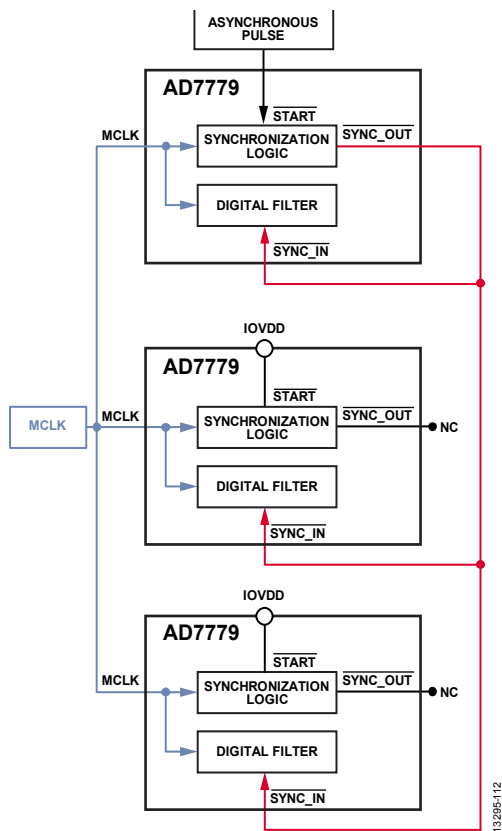 ASYNCHRONOUS
PULSE
AD7779
START
MCLK
SYNCHRONIZATION
LOGIC
SYNC_OUT
DIGITAL FILTER
SYNC_IN
IOVDD
AD7779
START
MCLK
MCLK
SYNCHRONIZATION
LOGIC
SYNC_OUT
NC
DIGITAL FILTER
SYNC_IN
IOVDD
AD7779
START
MCLK
SYNCHRONIZATION
LOGIC
SYNC_OUT
NC
DIGITAL FILTER
SYNC_IN
13295-112